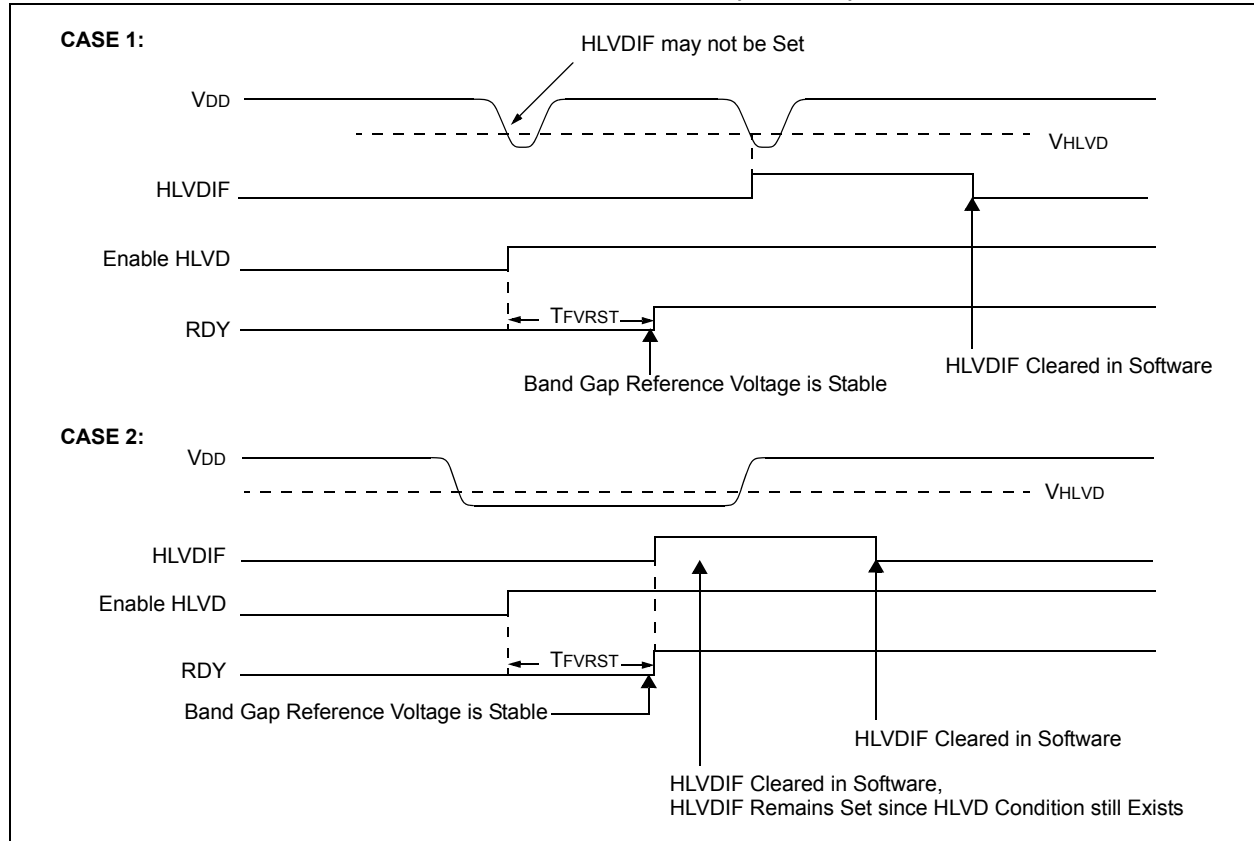 CASE 1:
HLVDIF may not be Set
VDD
VHLVD
HLVDIF
Enable HLVD
TFVRST
RDY
HLVDIF Cleared in Software
Band Gap Reference Voltage is Stable
CASE 2:
VDD
VHLVD
HLVDIF
Enable HLVD
TFVRST
RDY
Band Gap Reference Voltage is Stable
HLVDIF Cleared in Software
HLVDIF Cleared in Software,
HLVDIF Remains Set since HLVD Condition still Exists